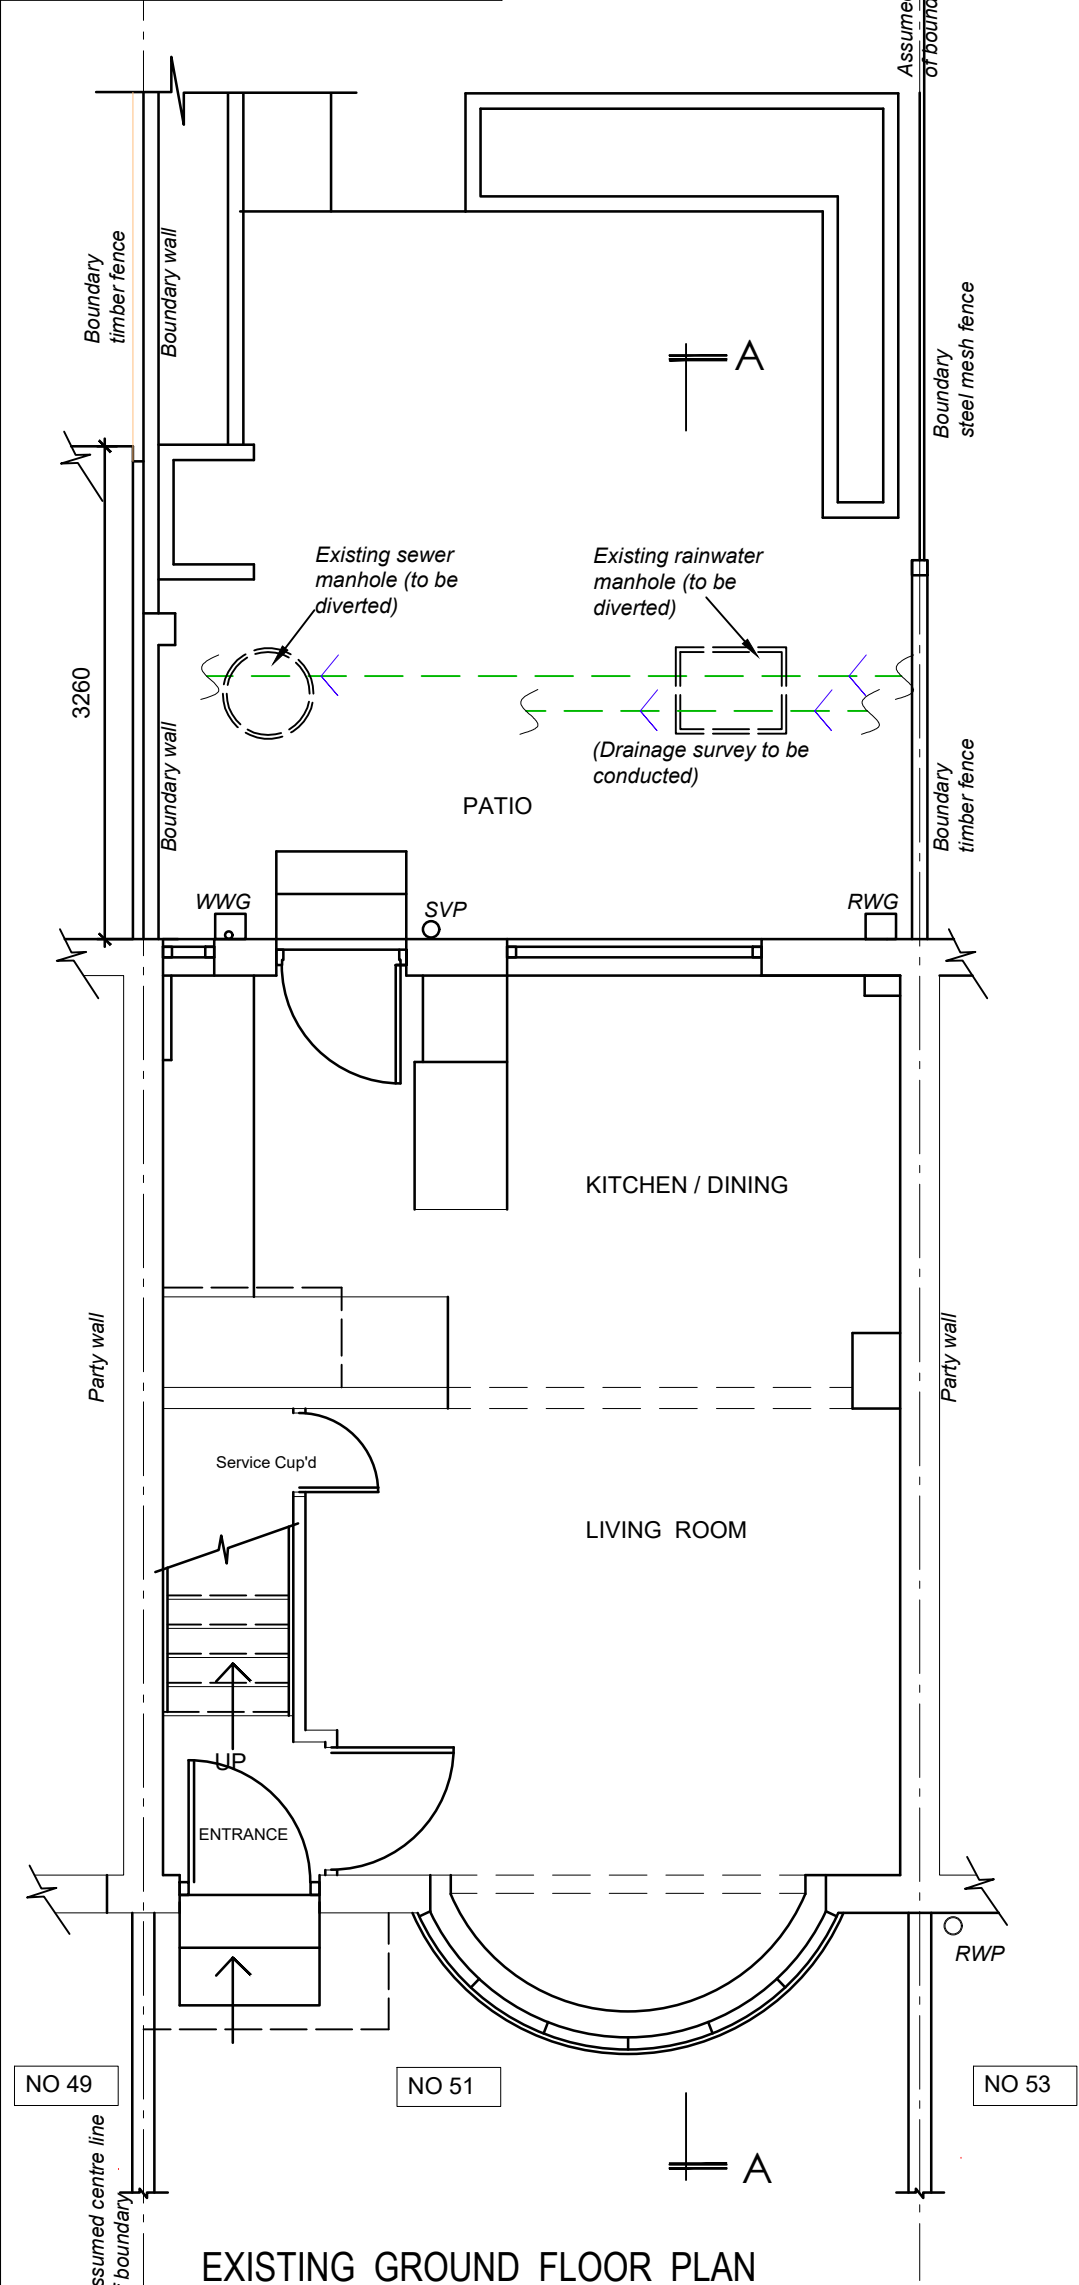 Assumed
of bound
Boundary
timber fence
Boundary wall
A
Boundary
steel mesh fence
Existing sewer
manhole (to be
diverted)
Existing rainwater
manhole (to be
diverted)
3260
(Drainage survey to be
conducted)
Boundary wall
PATIO
Boundary
timber fence
WWG
SVP
RWG
KITCHEN / DINING
Party wall
Party wall
Service Cup'd
LIVING ROOM
UP
ENTRANCE
RWP
NO 49
NO 51
NO 53
ssumed centre line
boundary
A
EXISTING GROUND FLOOR PLAN